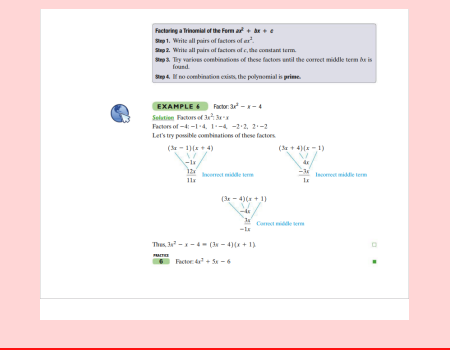 Factoring a Trinomial of the Form ax² + bx + c
Step 1. Write all pairs of factors of ax².
Step 2. Write all pairs of factors of c, the constant term.
Step 3. Try various combinations of these factors until the correct middle term bx is
found.
Step 4. If no combination exists, the polynomial is prime.
EXAMPLE 6 Factor: 3x² − x − 4
Solution Factors of 3x²: 3x · x
Factors of −4: −1 · 4, 1 · −4, −2 · 2, 2 · −2
Let's try possible combinations of these factors.
(3x − 1)(x + 4) (3x + 4)(x − 1)
−1x 4x
12x Incorrect middle term −3x Incorrect middle term
11x 1x
(3x − 4)(x + 1)
−4x
3x Correct middle term
−1x
Thus, 3x² − x − 4 = (3x − 4)(x + 1).
PRACTICE
6 Factor: 4x² + 5x − 6